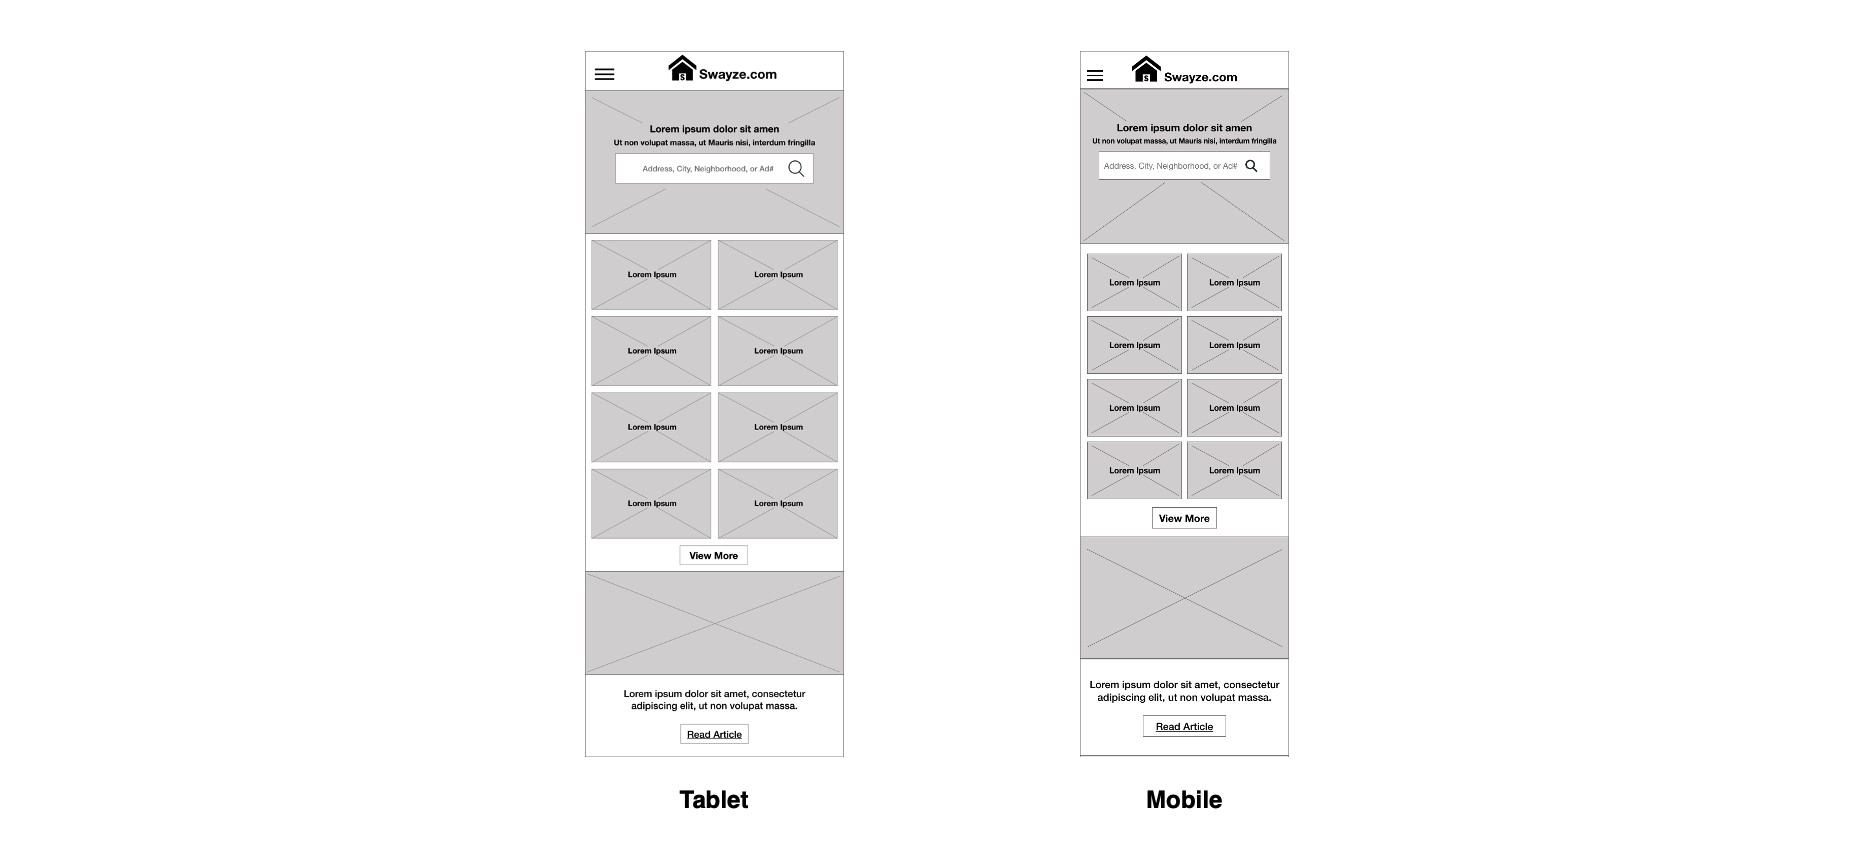 S
Swayze.com
Lorem ipsum dolor sit amen
Ut non volupat massa, ut Mauris nisi, interdum fringilla
Address, City, Neighborhood, or Ad#
Lorem Ipsum
Lorem Ipsum
Lorem Ipsum
Lorem Ipsum
Lorem Ipsum
Lorem Ipsum
Lorem Ipsum
Lorem Ipsum
View More
Lorem ipsum dolor sit amet, consectetur
adipiscing elit, ut non volupat massa.
Read Article
Tablet
S
Swayze.com
Lorem ipsum dolor sit amen
Ut non volupat massa, ut Mauris nisi, interdum fringilla
Address. City, Neighborhood, or Ad#
Lorem Ipsum
Lorem Ipsum
Lorem Ipsum
Lorem Ipsum
Lorem Ipsum
Lorem Ipsum
Lorem Ipsum
Lorem Ipsum
View More
Lorem ipsum dolor sit amet, consectetur
adipiscing elit, ut non volupat massa.
Read Article
Mobile